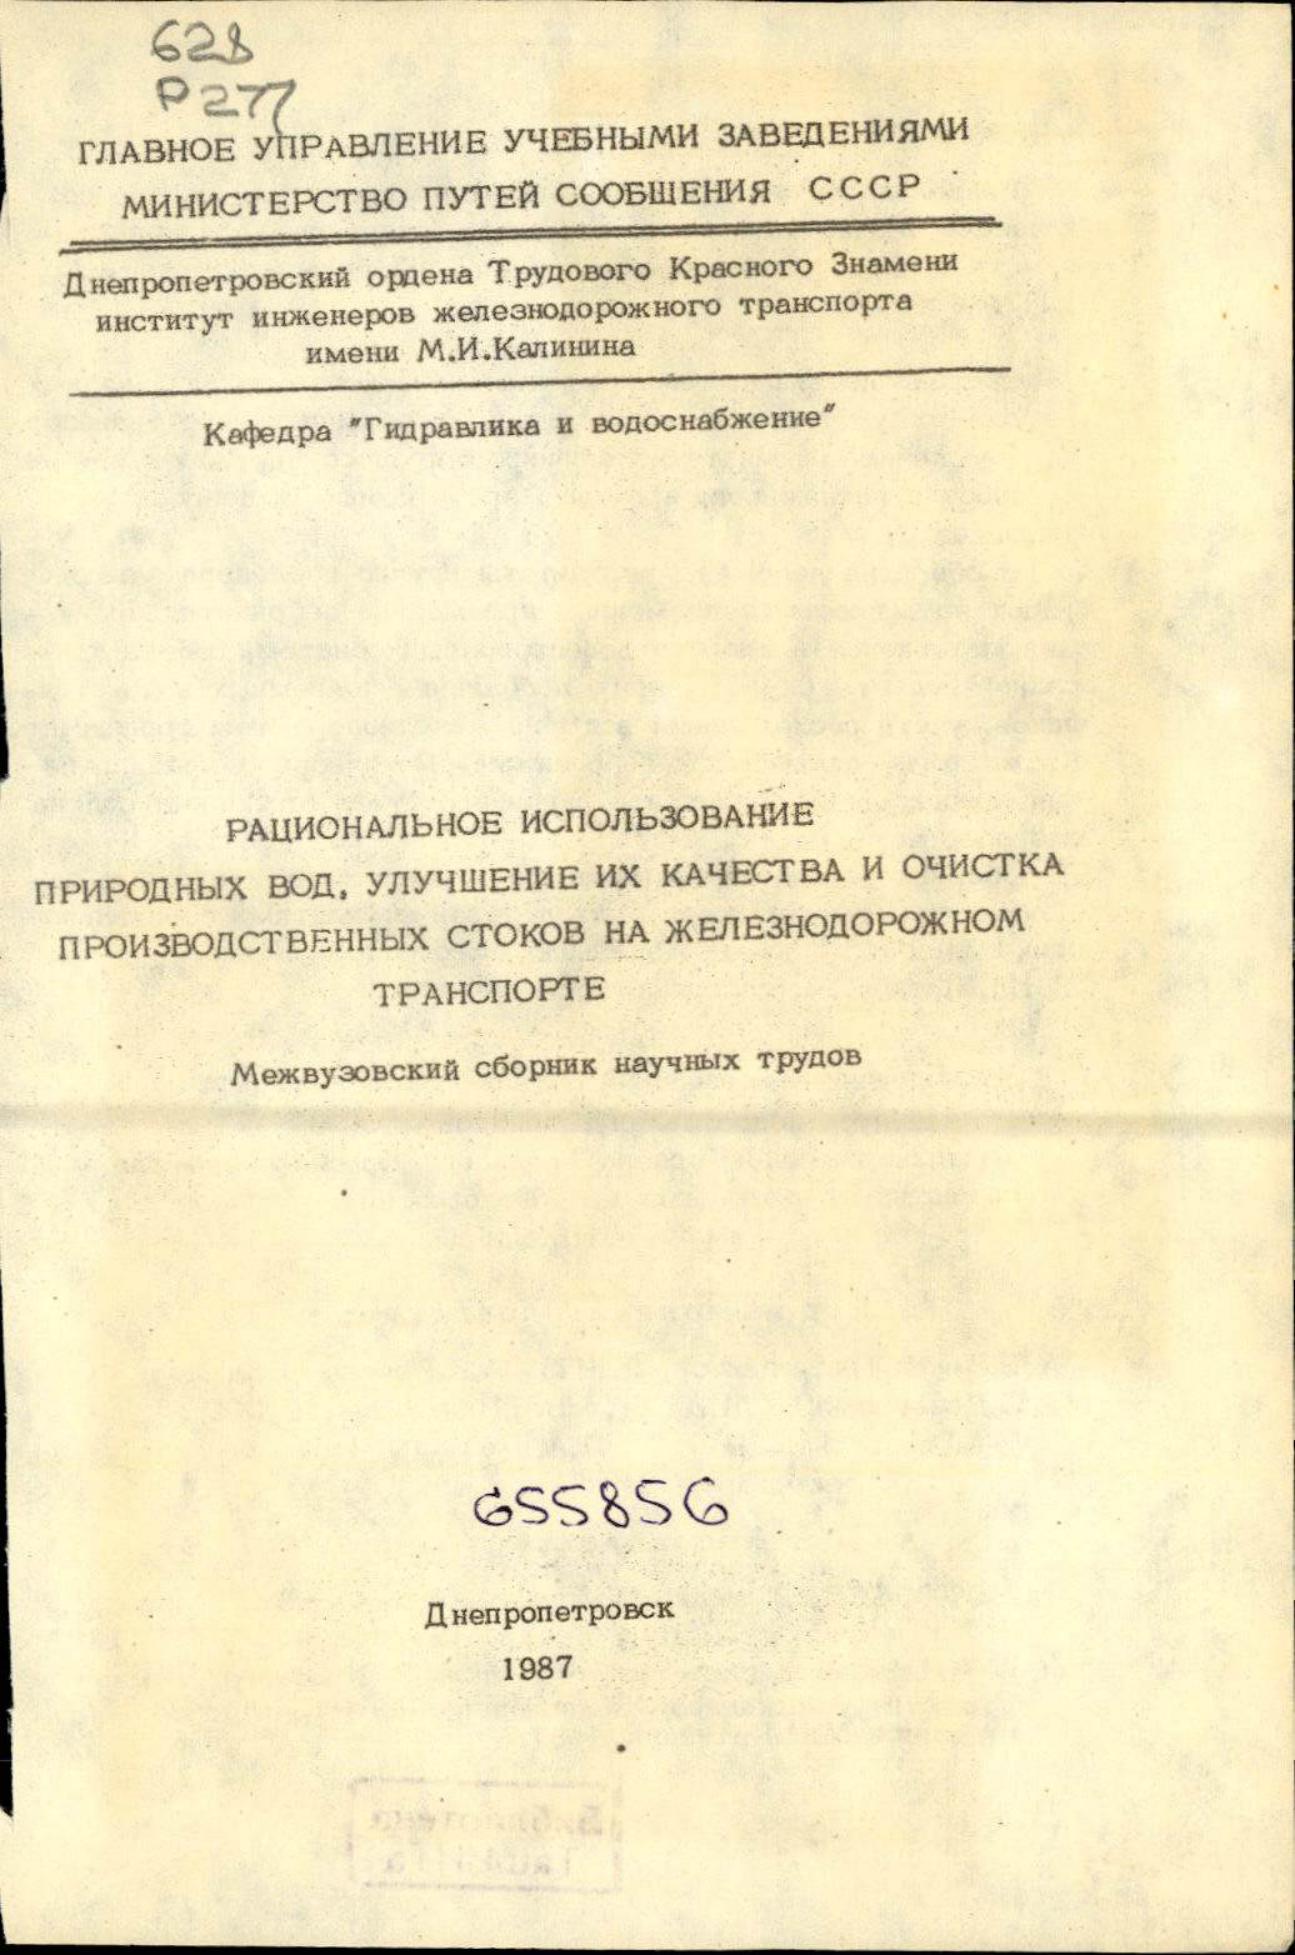 628
Р277
ГЛАВНОЕ УПРАВЛЕНИЕ УЧЕБНЫМИ ЗАВЕДЕНИЯМИ
МИНИСТЕРСТВО ПУТЕЙ СООБЩЕНИЯ СССР
Днепропетровский ордена Трудового Красного Знамени
институт инженеров железнодорожного транспорта
имени М.И.Калинина
Кафедра "Гидравлика и водоснабжение"
РАЦИОНАЛЬНОЕ ИСПОЛЬЗОВАНИЕ
ПРИРОДНЫХ ВОД, УЛУЧШЕНИЕ ИХ КАЧЕСТВА И ОЧИСТКА
ПРОИЗВОДСТВЕННЫХ СТОКОВ НА ЖЕЛЕЗНОДОРОЖНОМ
ТРАНСПОРТЕ
Межвузовский сборник научных трудов
655856
Днепропетровск
1987